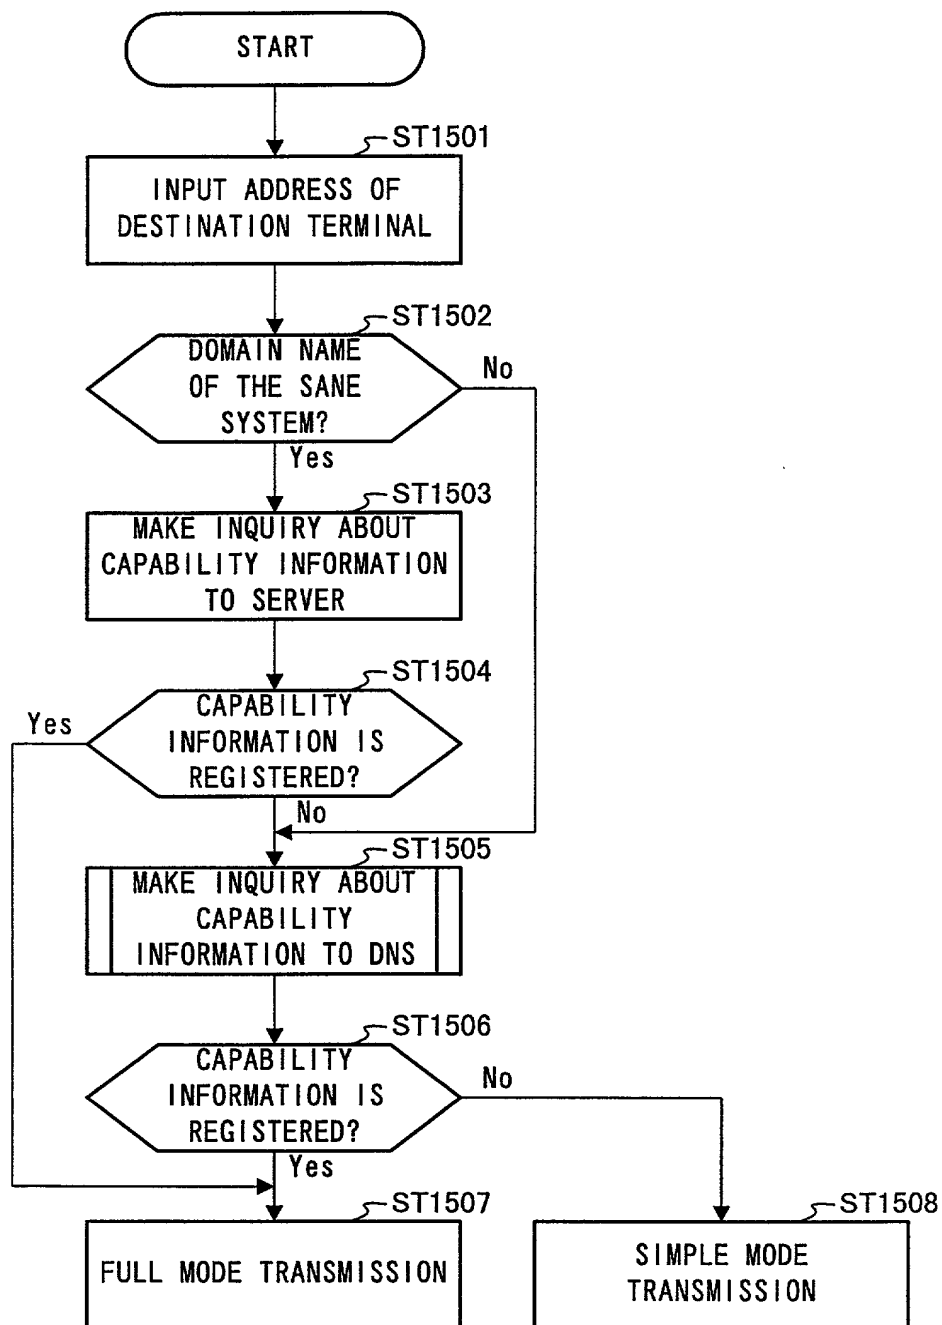 START
ST1501
INPUT ADDRESS OF
DESTINATION TERMINAL
ST1502
DOMAIN NAME
OF THE SANE
SYSTEM?
No
Yes
ST1503
MAKE INQUIRY ABOUT
CAPABILITY INFORMATION
TO SERVER
ST1504
CAPABILITY
INFORMATION IS
REGISTERED?
Yes
No
ST1505
MAKE INQUIRY ABOUT
CAPABILITY
INFORMATION TO DNS
ST1506
CAPABILITY
INFORMATION IS
REGISTERED?
No
Yes
ST1507
FULL MODE TRANSMISSION
ST1508
SIMPLE MODE
TRANSMISSION